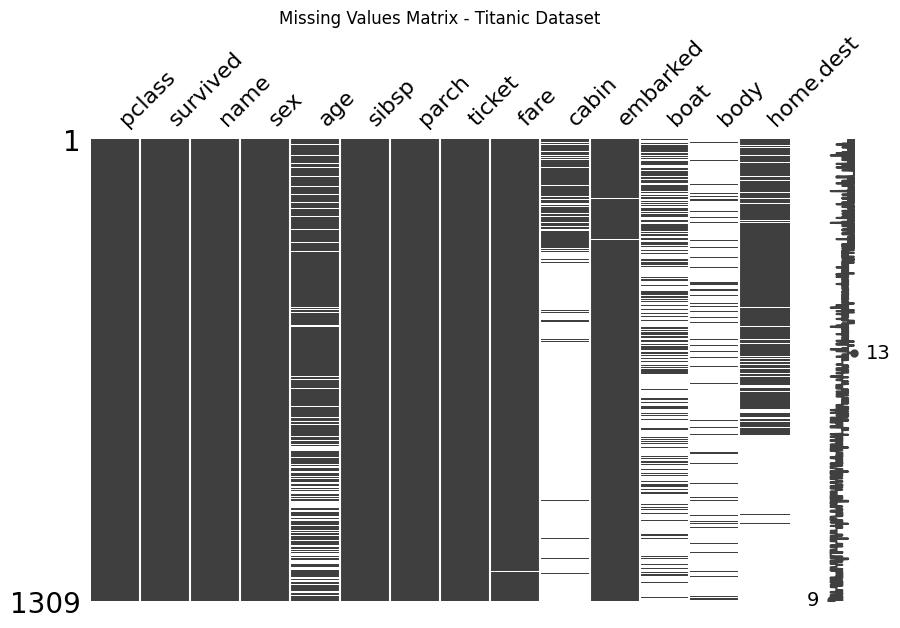 Missing Values Matrix - Titanic Dataset
pclass
survived
name
sex
age
sibsp
parch
ticket
fare
cabin
embarked
boat
body
home.dest
1
13
1309
9